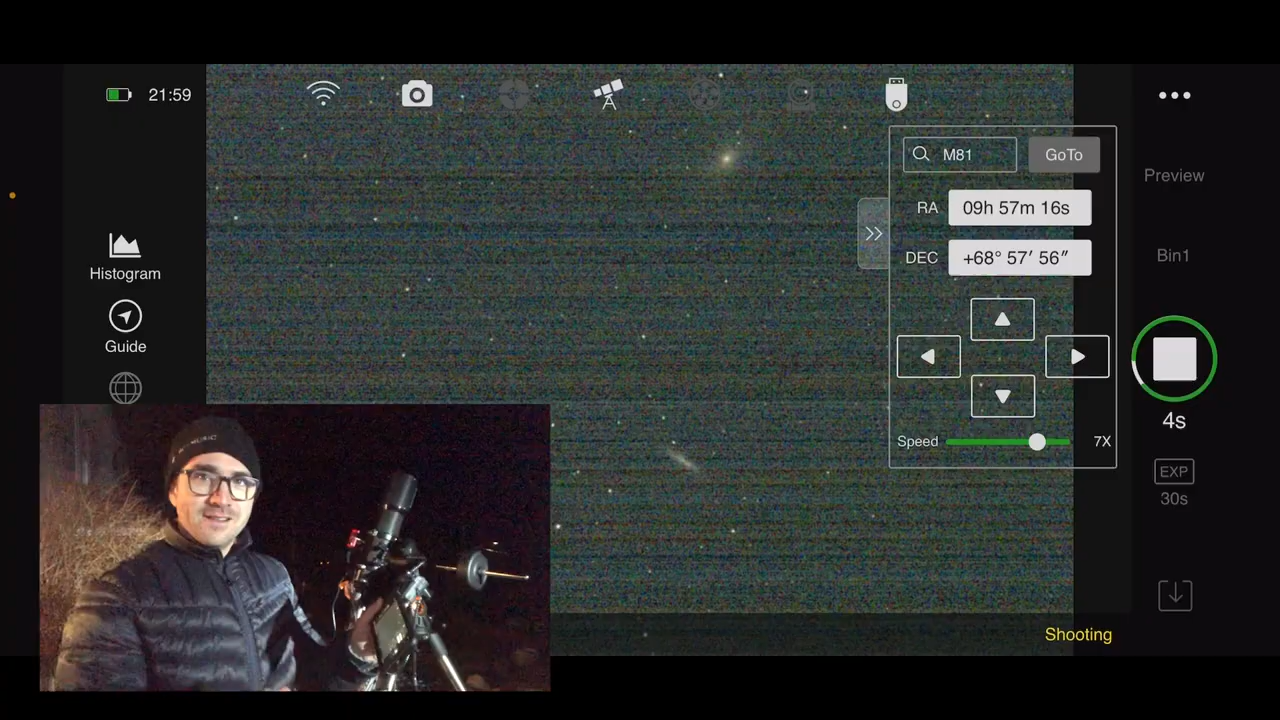 21:59
M81
GoTo
RA
09h 57m 16s
DEC
+68° 57′ 56″
Speed
7X
Preview
Bin1
4s
EXP
30s
Shooting
Histogram
Guide
MUSIC